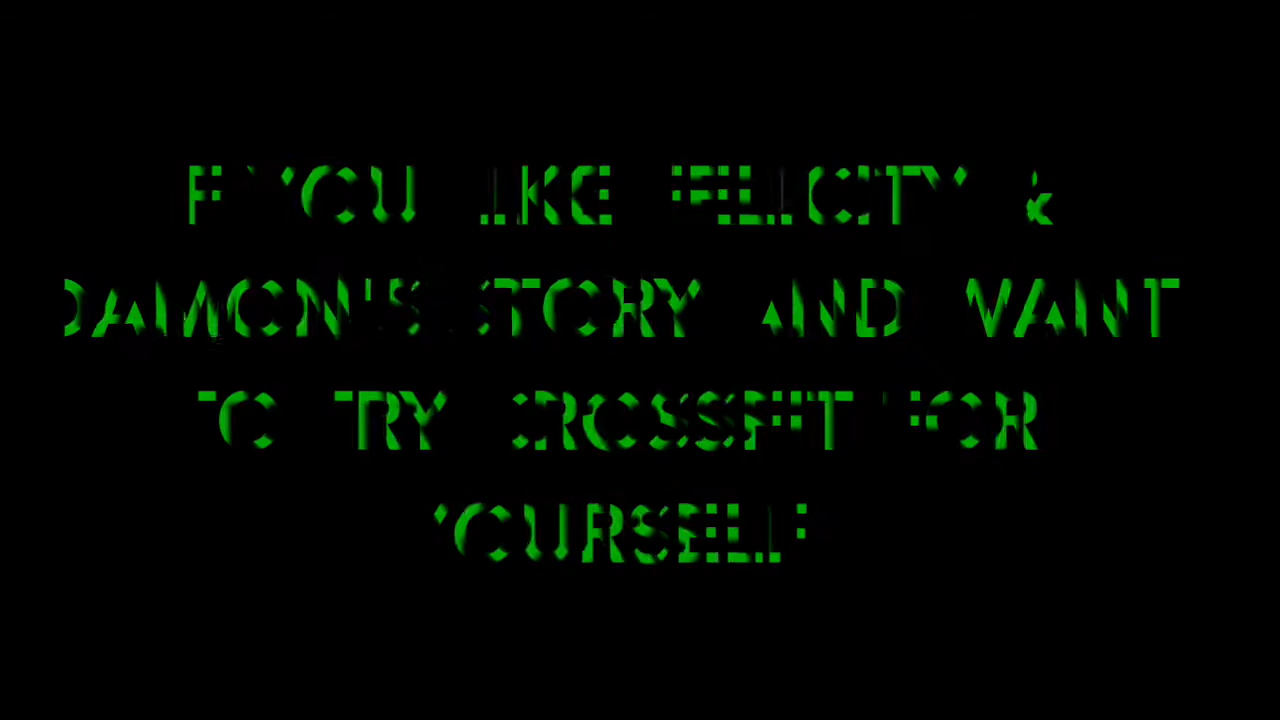 IF YOU LIKE FELICITY &
DAMON'S STORY AND WANT
TO TRY CROSSFIT FOR
YOURSELF